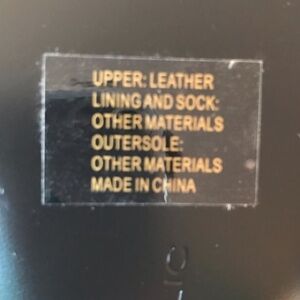 UPPER: LEATHER
LINING AND SOCK:
OTHER MATERIALS
OUTERSOLE:
OTHER MATERIALS
MADE IN CHINA